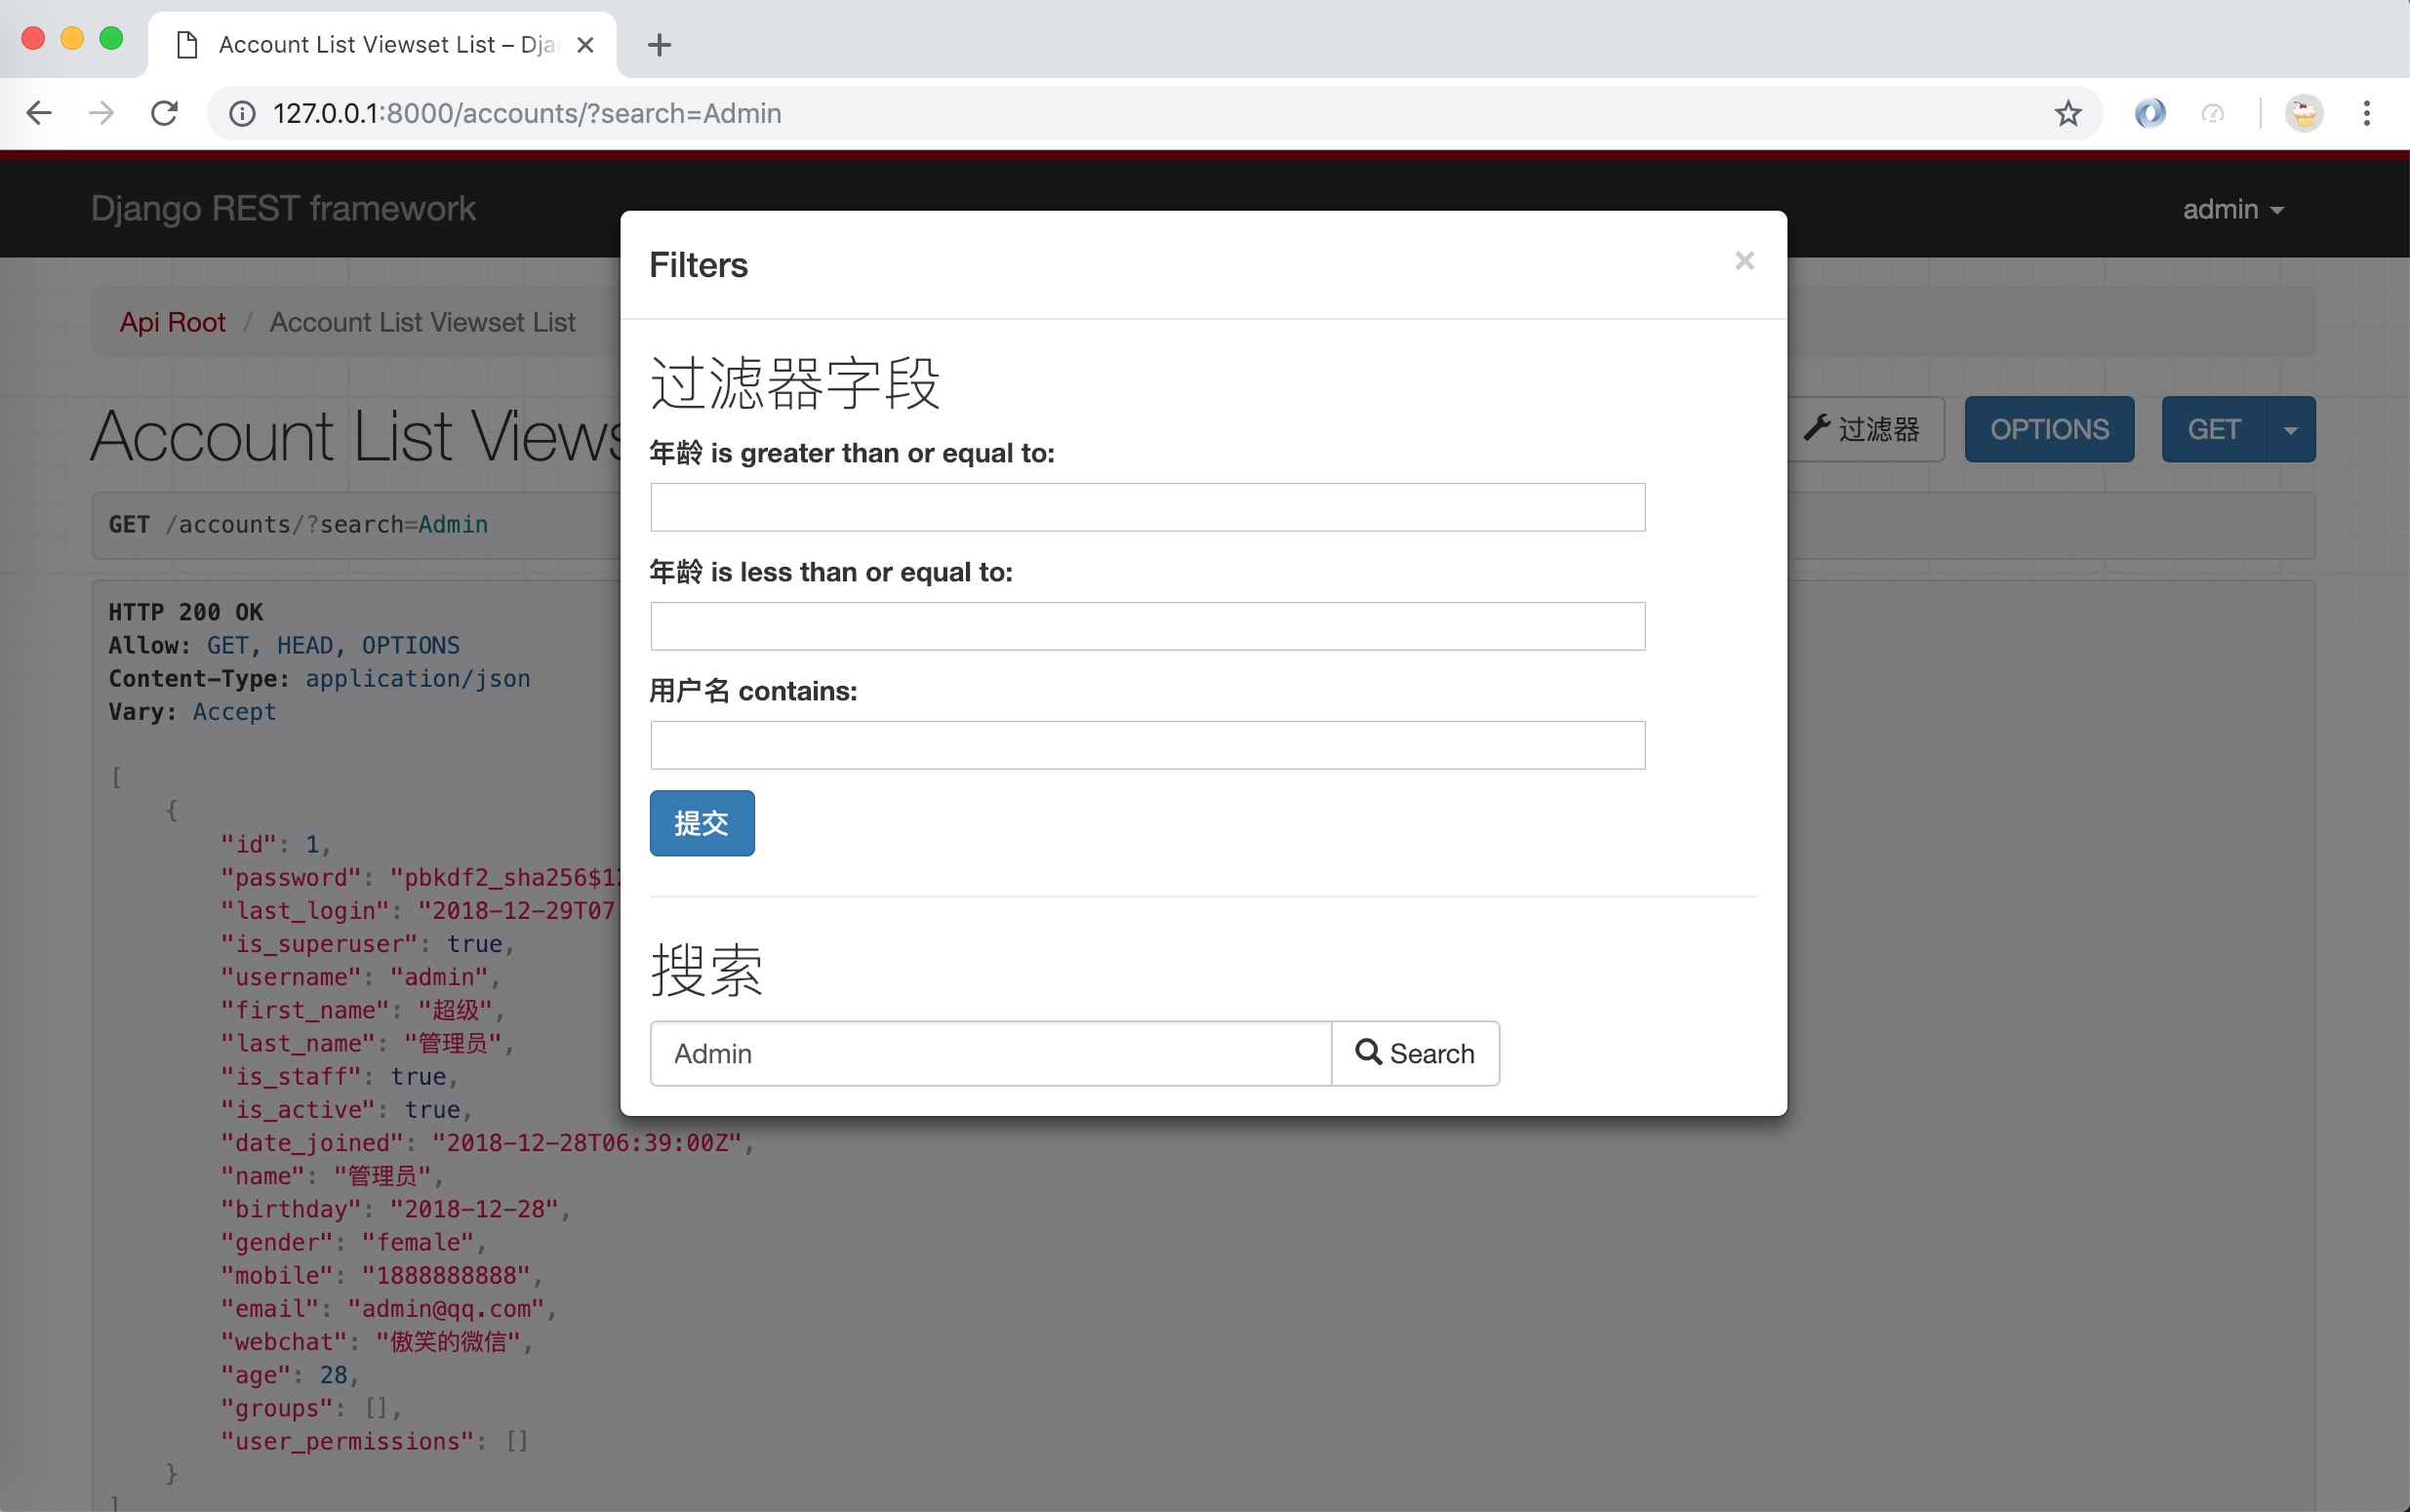 Account List Viewset List – Dja
127.0.0.1:8000/accounts/?search=Admin
Django REST framework
admin
Filters
Api Root / Account List Viewset List
过滤器字段
Account List Views
过滤器
OPTIONS
GET
年龄 is greater than or equal to:
GET /accounts/?search=Admin
年龄 is less than or equal to:
HTTP 200 OK
Allow: GET, HEAD, OPTIONS
Content-Type: application/json
Vary: Accept
用户名 contains:
提交
[
{
"id": 1,
"password": "pbkdf2_sha256$12
"last_login": "2018-12-29T07
"is_superuser": true,
"username": "admin",
"first_name": "超级",
"last_name": "管理员",
"is_staff": true,
"is_active": true,
搜索
Admin
Search
"date_joined": "2018-12-28T06:39:00Z",
"name": "管理员",
"birthday": "2018-12-28",
"gender": "female",
"mobile": "1888888888",
"email": "admin@qq.com",
"webchat": "傲笑的微信",
"age": 28,
"groups": [],
"user_permissions": []
}
]